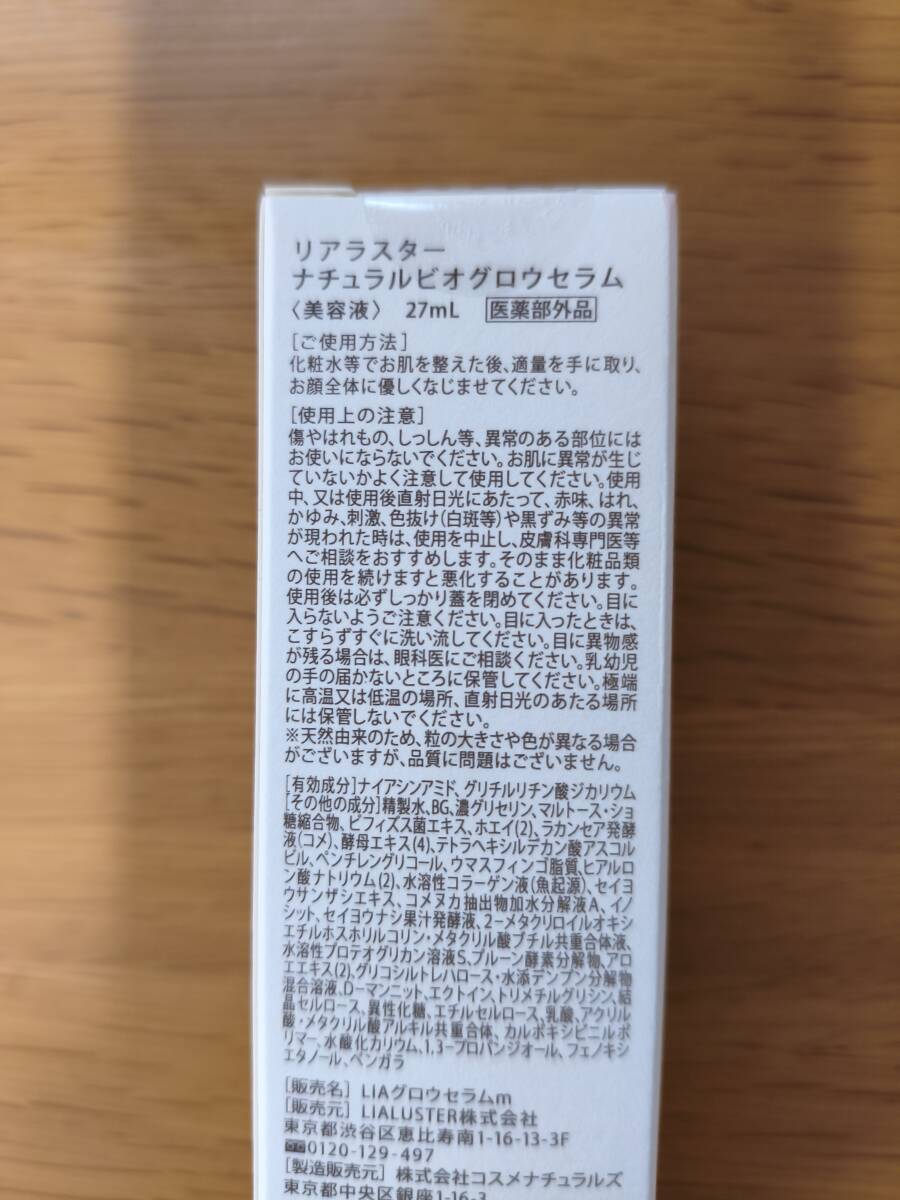 リアラスター
ナチュラルビオグロウセラム
〈美容液〉 27mL 医薬部外品
[ご使用方法]
化粧水等でお肌を整えた後、適量を手に取り、
お顔全体に優しくなじませてください。
[使用上の注意]
傷やはれもの、しっしん等、異常のある部位には
お使いにならないでください。お肌に異常が生じ
ていないかよく注意して使用してください。使用
中、又は使用後直射日光にあたって、赤味、はれ、
かゆみ、刺激、色抜け(白斑等)や黒ずみ等の異常
が現われた時は、使用を中止し、皮膚科専門医等
へご相談をおすすめします。そのまま化粧品類
の使用を続けますと悪化することがあります。
使用後は必ずしっかり蓋を閉めてください。目に
入らないようご注意ください。目に入ったときは、
こすらずすぐに洗い流してください。目に異物感
が残る場合は、眼科医にご相談ください。乳幼児
の手の届かないところに保管してください。極端
に高温又は低温の場所、直射日光のあたる場所
には保管しないでください。
※天然由来のため、粒の大きさや色が異なる場合
がございますが、品質に問題はございません。
[有効成分]ナイアシンアミド、グリチルリチン酸ジカリウム
[その他の成分]精製水、BG、濃グリセリン、マルトース・ショ
糖縮合物、ビフィズス菌エキス、ホエイ(2)、ラカンセア発酵
液(コメ)、酵母エキス(4)、テトラヘキシルデカン酸アスコル
ビル、ペンチレングリコール、ウマスフィンゴ脂質、ヒアルロ
ン酸ナトリウム(2)、水溶性コラーゲン液(魚起源)、セイヨ
ウサンザシエキス、コメヌカ抽出物加水分解液A、イノ
シット、セイヨウナシ果汁発酵液、2-メタクリロイルオキシ
エチルホスホリルコリン・メタクリル酸ブチル共重合体液、
水溶性プロテオグリカン溶液S、プルーン酵素分解物、アロ
エエキス(2)、グリコシルトレハロース・水添デンプン分解物
混合溶液、D-マンニット、エクトイン、トリメチルグリシン、結
晶セルロース、異性化糖、エチルセルロース、乳酸、アクリル
酸・メタクリル酸アルキル共重合体、カルボキシビニルポ
リマー、水酸化カリウム、1,3-プロパンジオール、フェノキシ
エタノール、ベンガラ
[販売名] LIAグロウセラムm
[販売元] LIALUSTER株式会社
東京都渋谷区恵比寿南1-16-13-3F
0120-129-497
[製造販売元] 株式会社コスメナチュラルズ
東京都中央区銀座1-16-3